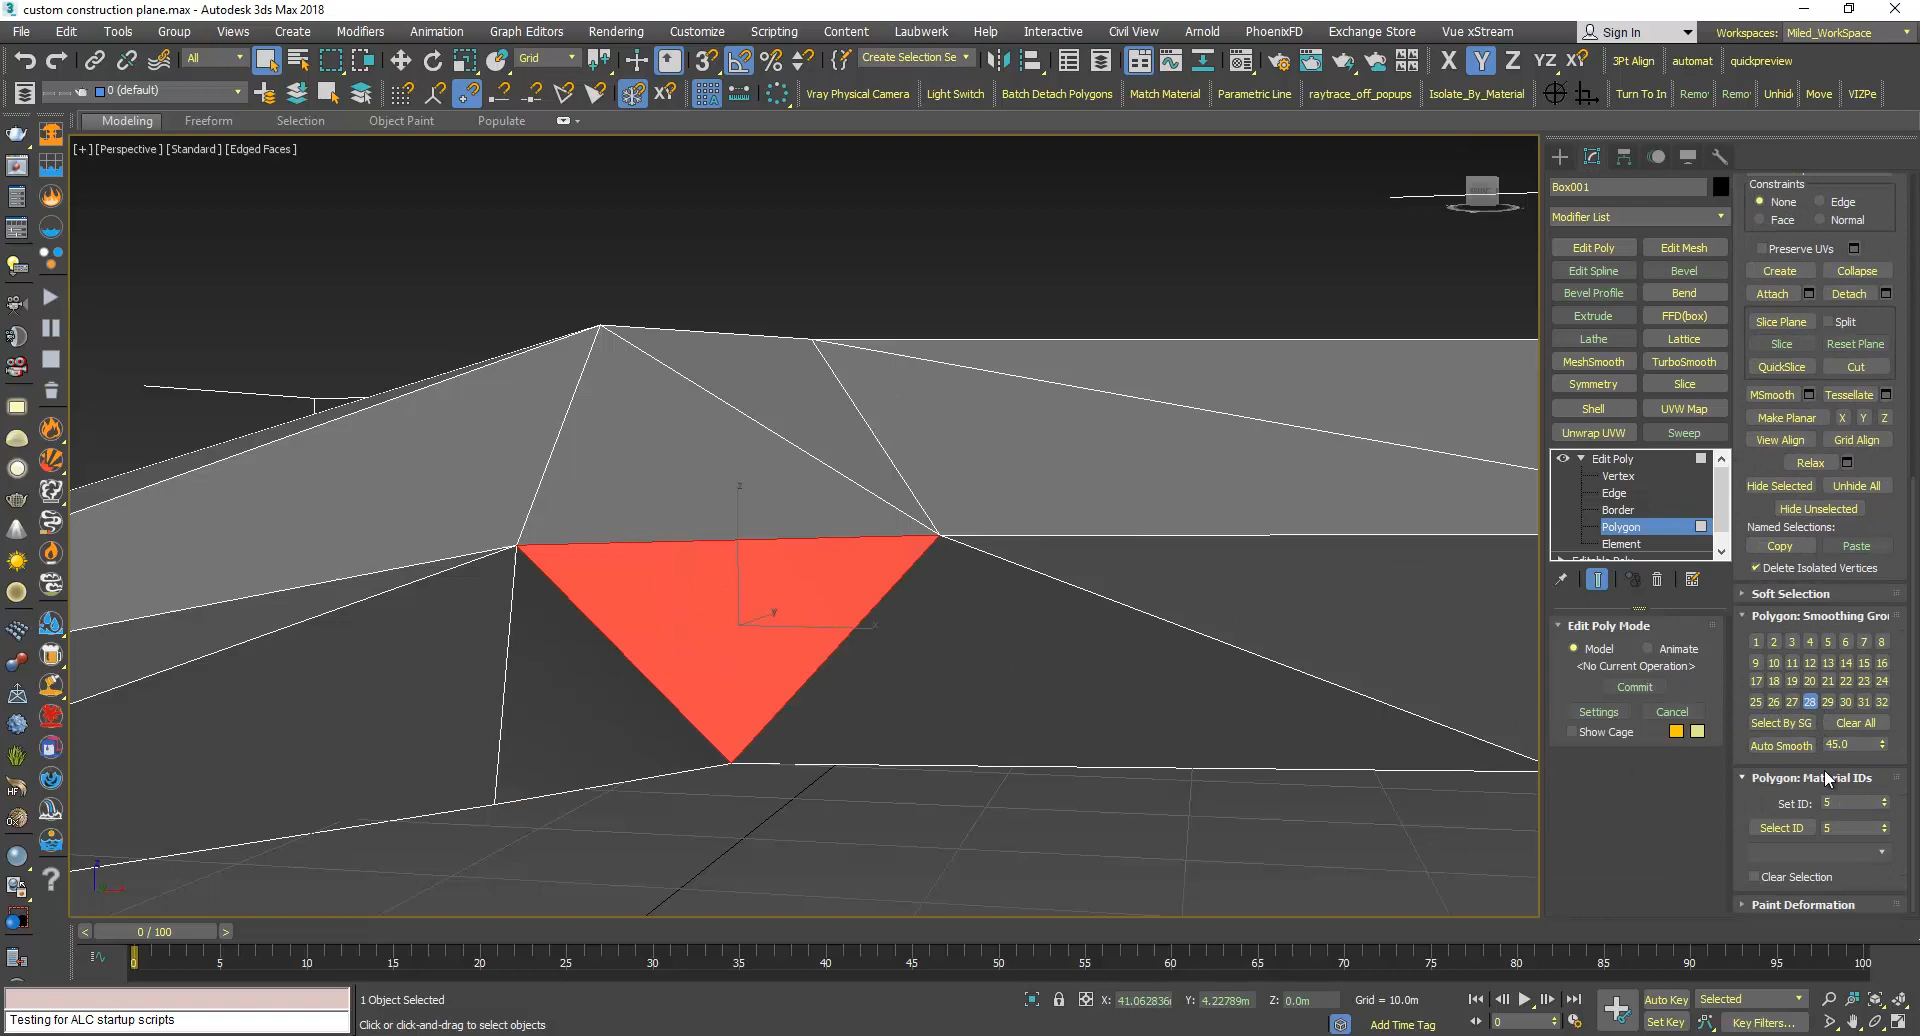 custom construction plane.max - Autodesk 3ds Max 2018
File Edit Tools Group Views Create Modifiers Animation Graph Editors Rendering Customize Scripting Content Laubwerk Help Interactive Civil View Arnold PhoenixFD Exchange Store Vue xStream Sign In Workspaces: Miled_WorkSpace
All Grid Create Selection Se X Y Z YZ XY 3Pt Align automat quickpreview
0 (default) Vray Physical Camera Light Switch Batch Detach Polygons Match Material Parametric Line raytrace_off_popups Isolate_By_Material Turn To In Remo Remo Unhid Move VIZPe
Modeling Freeform Selection Object Paint Populate
[+] [Perspective] [Standard] [Edged Faces]
Box001
Modifier List
Edit Poly Edit Mesh
Edit Spline Bevel
Bevel Profile Bend
Extrude FFD(box)
Lathe Lattice
MeshSmooth TurboSmooth
Symmetry Slice
Shell UVW Map
Unwrap UVW Sweep
Edit Poly
Vertex
Edge
Border
Polygon
Element
Editable Poly
Edit Poly Mode
Model Animate
<No Current Operation>
Commit
Settings Cancel
Show Cage
Constraints
None Edge
Face Normal
Preserve UVs
Create Collapse
Attach Detach
Slice Plane Split
Slice Reset Plane
QuickSlice Cut
MSmooth Tessellate
Make Planar X Y Z
View Align Grid Align
Relax
Hide Selected Unhide All
Hide Unselected
Named Selections:
Copy Paste
Delete Isolated Vertices
Soft Selection
Polygon: Smoothing Grou
1 2 3 4 5 6 7 8
9 10 11 12 13 14 15 16
17 18 19 20 21 22 23 24
25 26 27 28 29 30 31 32
Select By SG Clear All
Auto Smooth 45.0
Polygon: Material IDs
Set ID: 5
Select ID 5
Clear Selection
Paint Deformation
z
y
x
< 0 / 100 >
0 5 10 15 20 25 30 35 40 45 50 55 60 65 70 75 80 85 90 95 100
1 Object Selected X: 41.062836 Y: 4.22789m Z: 0.0m Grid = 10.0m Auto Key Selected
Testing for ALC startup scripts
Click or click-and-drag to select objects Add Time Tag 0 Set Key Key Filters...